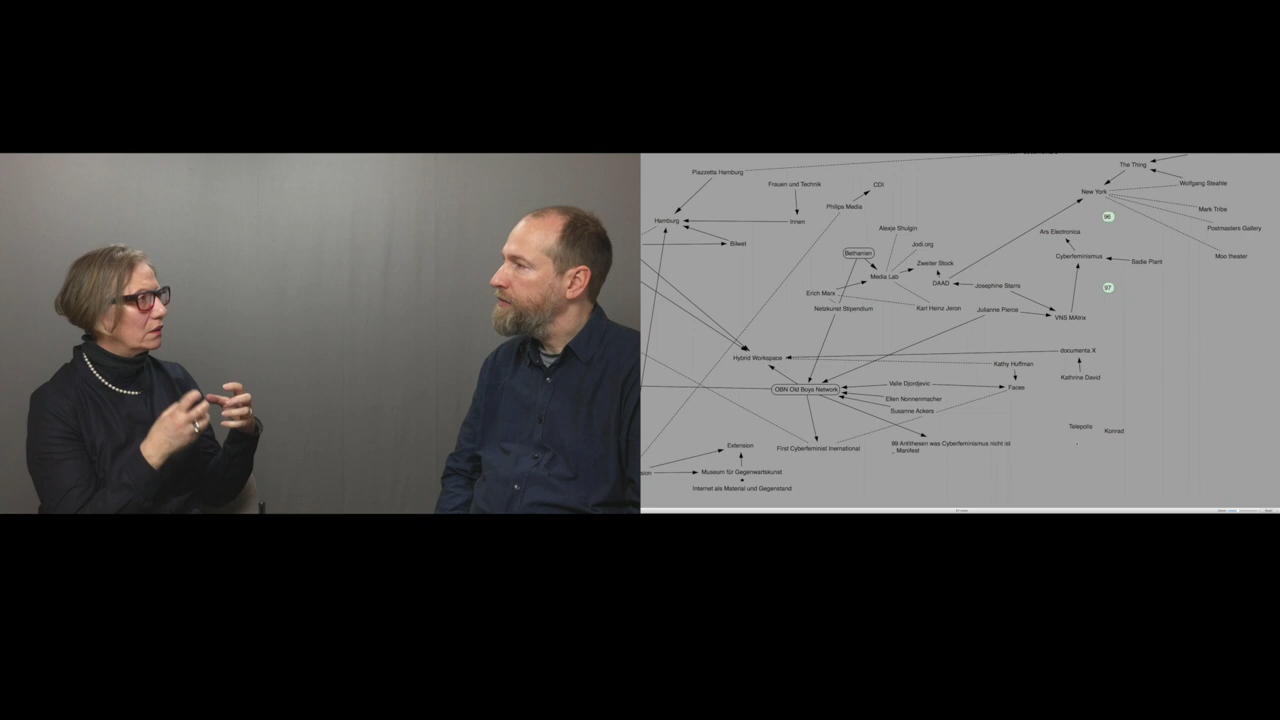 The Thing
Piazzetta Hamburg
Frauen und Technik
CDI
Wolfgang Staehle
New York
Philips Media
Mark Tribe
96
Hamburg
Innen
Alexje Shulgin
Postmasters Gallery
Ars Electronica
Bilwet
Jodi.org
Bethanien
Cyberfeminismus
Moo theater
Zweiter Stock
Sadie Plant
Media Lab
DAAD
Josephine Starrs
97
Erich Marx
Netzkunst Stipendium
Karl Heinz Jeron
Julianne Pierce
VNS MAtrix
documenta X
Hybrid Workspace
Kathy Huffman
Kathrine David
Valie Djordjevic
Faces
OBN Old Boys Network
Ellen Nonnenmacher
Susanne Ackers
Telepolis
Konrad
99 Antithesen was Cyberfeminismus nicht ist
_ Manifest
Extension
First Cyberfeminist Inernational
sion
Museum für Gegenwartskunst
Internet als Material und Gegenstand